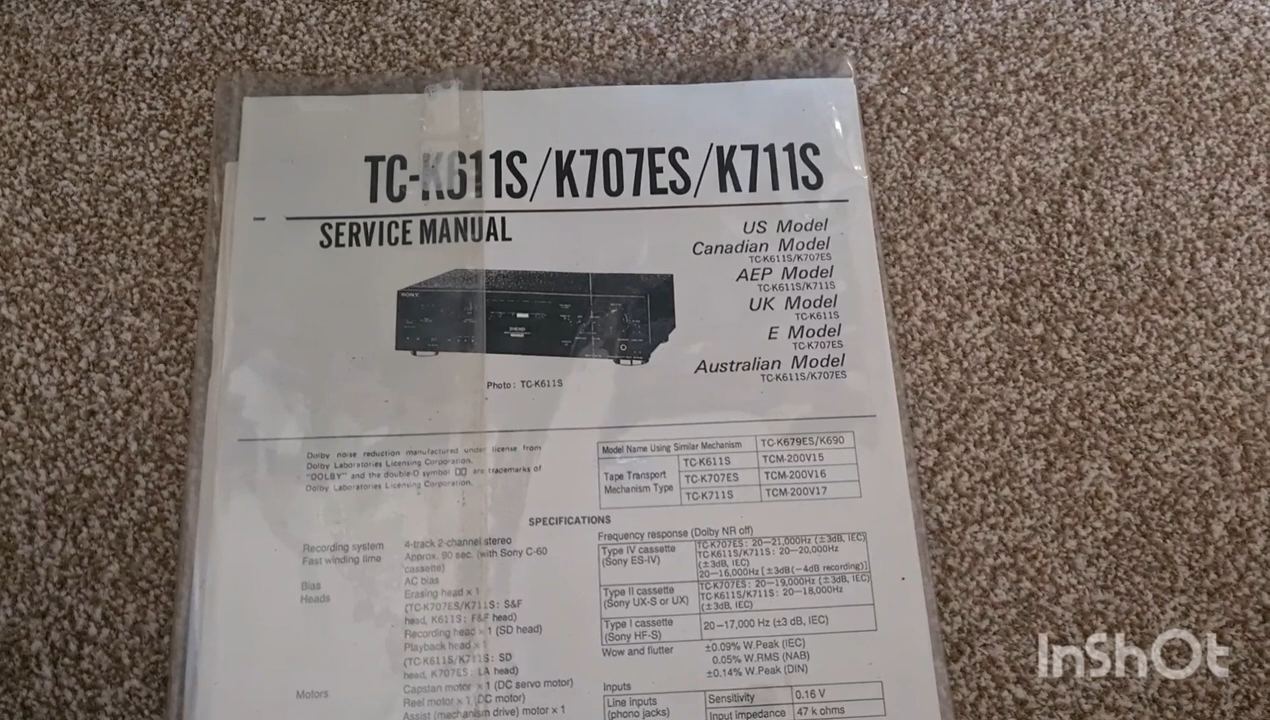 TC-K611S/K707ES/K711S
SERVICE MANUAL
US Model
Canadian Model
TC-K611S/K707ES
AEP Model
TC-K611S/K711S
UK Model
TC-K611S
E Model
TC-K707ES
Australian Model
TC-K611S/K707ES
SONY
Photo: TC-K611S
Dolby noise reduction manufactured under license from
Dolby Laboratories Licensing Corporation.
"DOLBY" and the double-D symbol are trademarks of
Dolby Laboratories Licensing Corporation.
Model Name Using Similar Mechanism TC-K679ES/K690
Tape Transport Mechanism Type
TC-K611S TCM-200V15
TC-K707ES TCM-200V16
TC-K711S TCM-200V17
SPECIFICATIONS
Recording system 4-track 2-channel stereo
Fast winding time Approx. 90 sec. (with Sony C-60
cassette)
Bias AC bias
Heads Erasing head × 1
(TC-K707ES/K711S: S&F
head, K611S: F&F head)
Recording head × 1 (SD head)
Playback head × 1
(TC-K611S/K711S: SD
head, K707ES: LA head)
Motors Capstan motor × 1 (DC servo motor)
Reel motor × 1 (DC motor)
Assist (mechanism drive) motor × 1
Frequency response (Dolby NR off)
Type IV cassette
(Sony ES-IV)
TC-K707ES: 20–21,000Hz (±3dB, IEC)
TC-K611S/K711S: 20–20,000Hz
(±3dB, IEC)
20–16,000Hz [±3dB(−4dB recording)]
Type II cassette
(Sony UX-S or UX)
TC-K707ES: 20–19,000Hz (±3dB, IEC)
TC-K611S/K711S: 20–18,000Hz
(±3dB, IEC)
Type I cassette
(Sony HF-S)
20–17,000 Hz (±3 dB, IEC)
Wow and flutter ±0.09% W.Peak (IEC)
0.05% W.RMS (NAB)
±0.14% W.Peak (DIN)
Inputs
Line inputs
(phono jacks)
Sensitivity 0.16 V
Input impedance 47 k ohms
InShOt